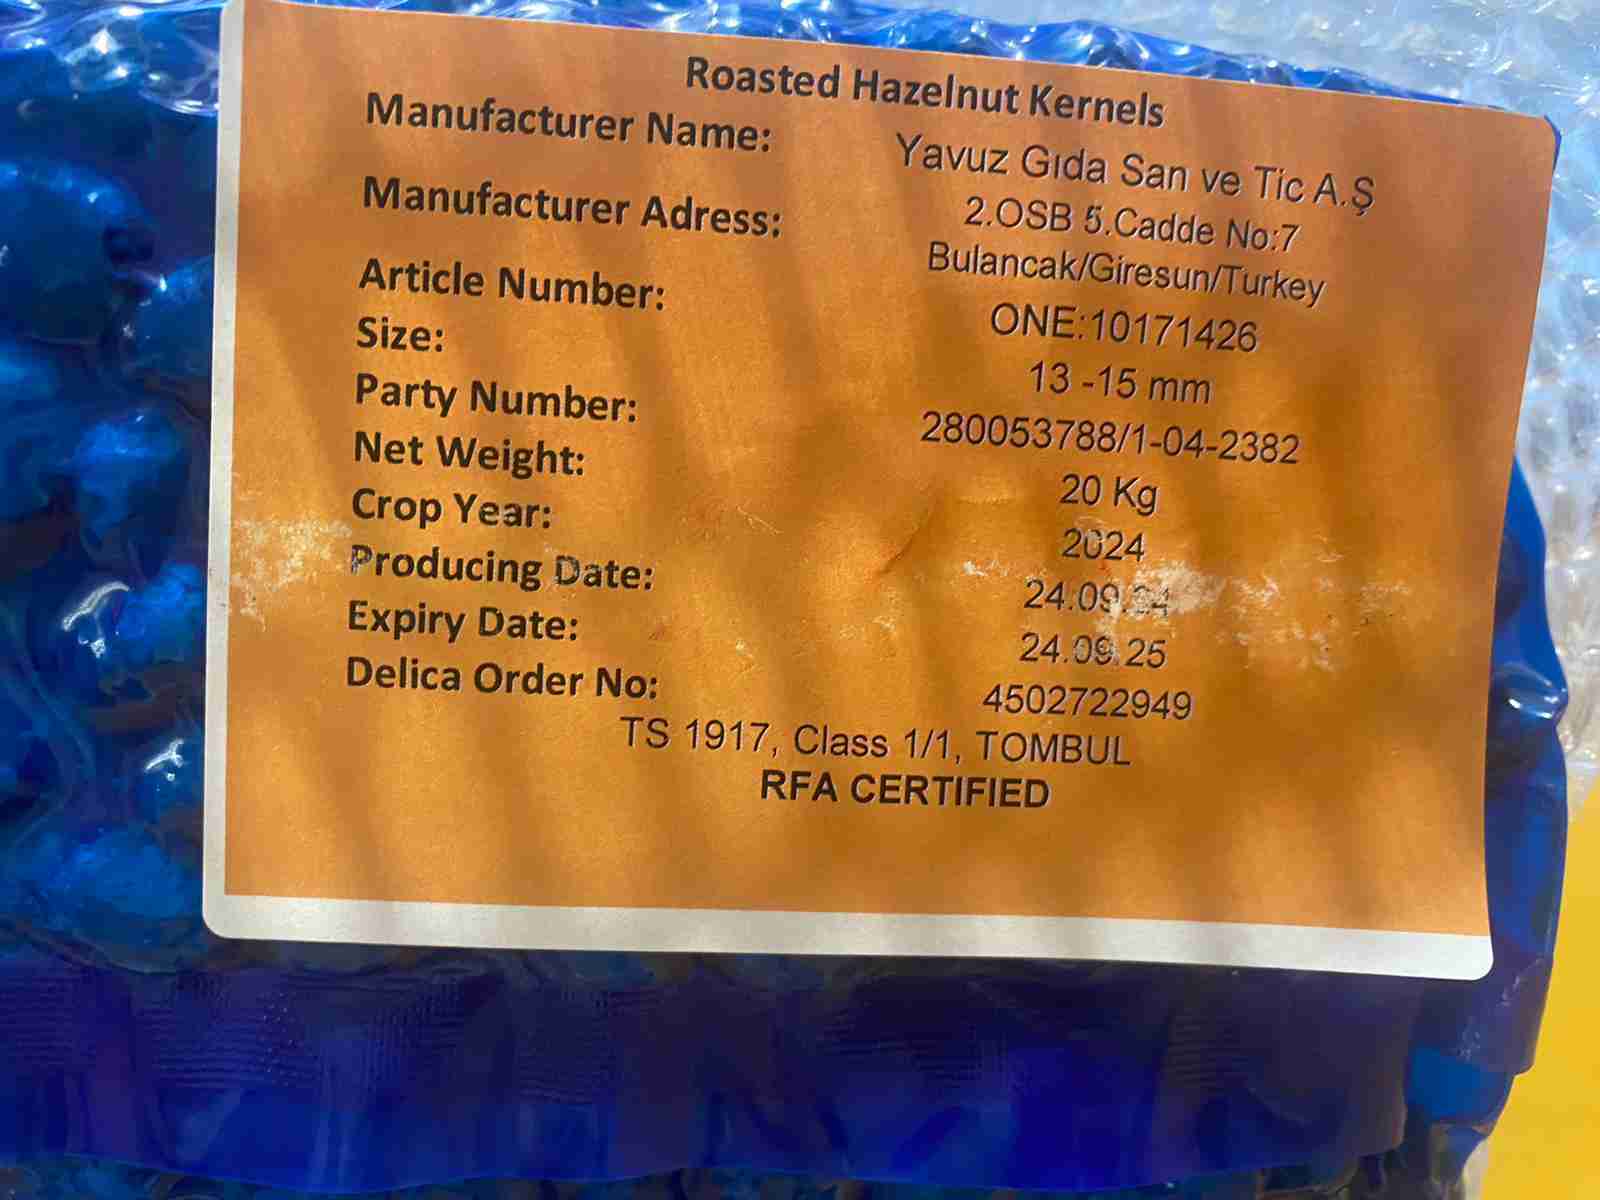 Roasted Hazelnut Kernels
Manufacturer Name: Yavuz Gıda San ve Tic A.Ş
Manufacturer Adress: 2.OSB 5.Cadde No:7
Bulancak/Giresun/Turkey
Article Number: ONE:10171426
Size: 13 -15 mm
Party Number: 280053788/1-04-2382
Net Weight: 20 Kg
Crop Year: 2024
Producing Date: 24.09.24
Expiry Date: 24.09.25
Delica Order No: 4502722949
TS 1917, Class 1/1, TOMBUL
RFA CERTIFIED